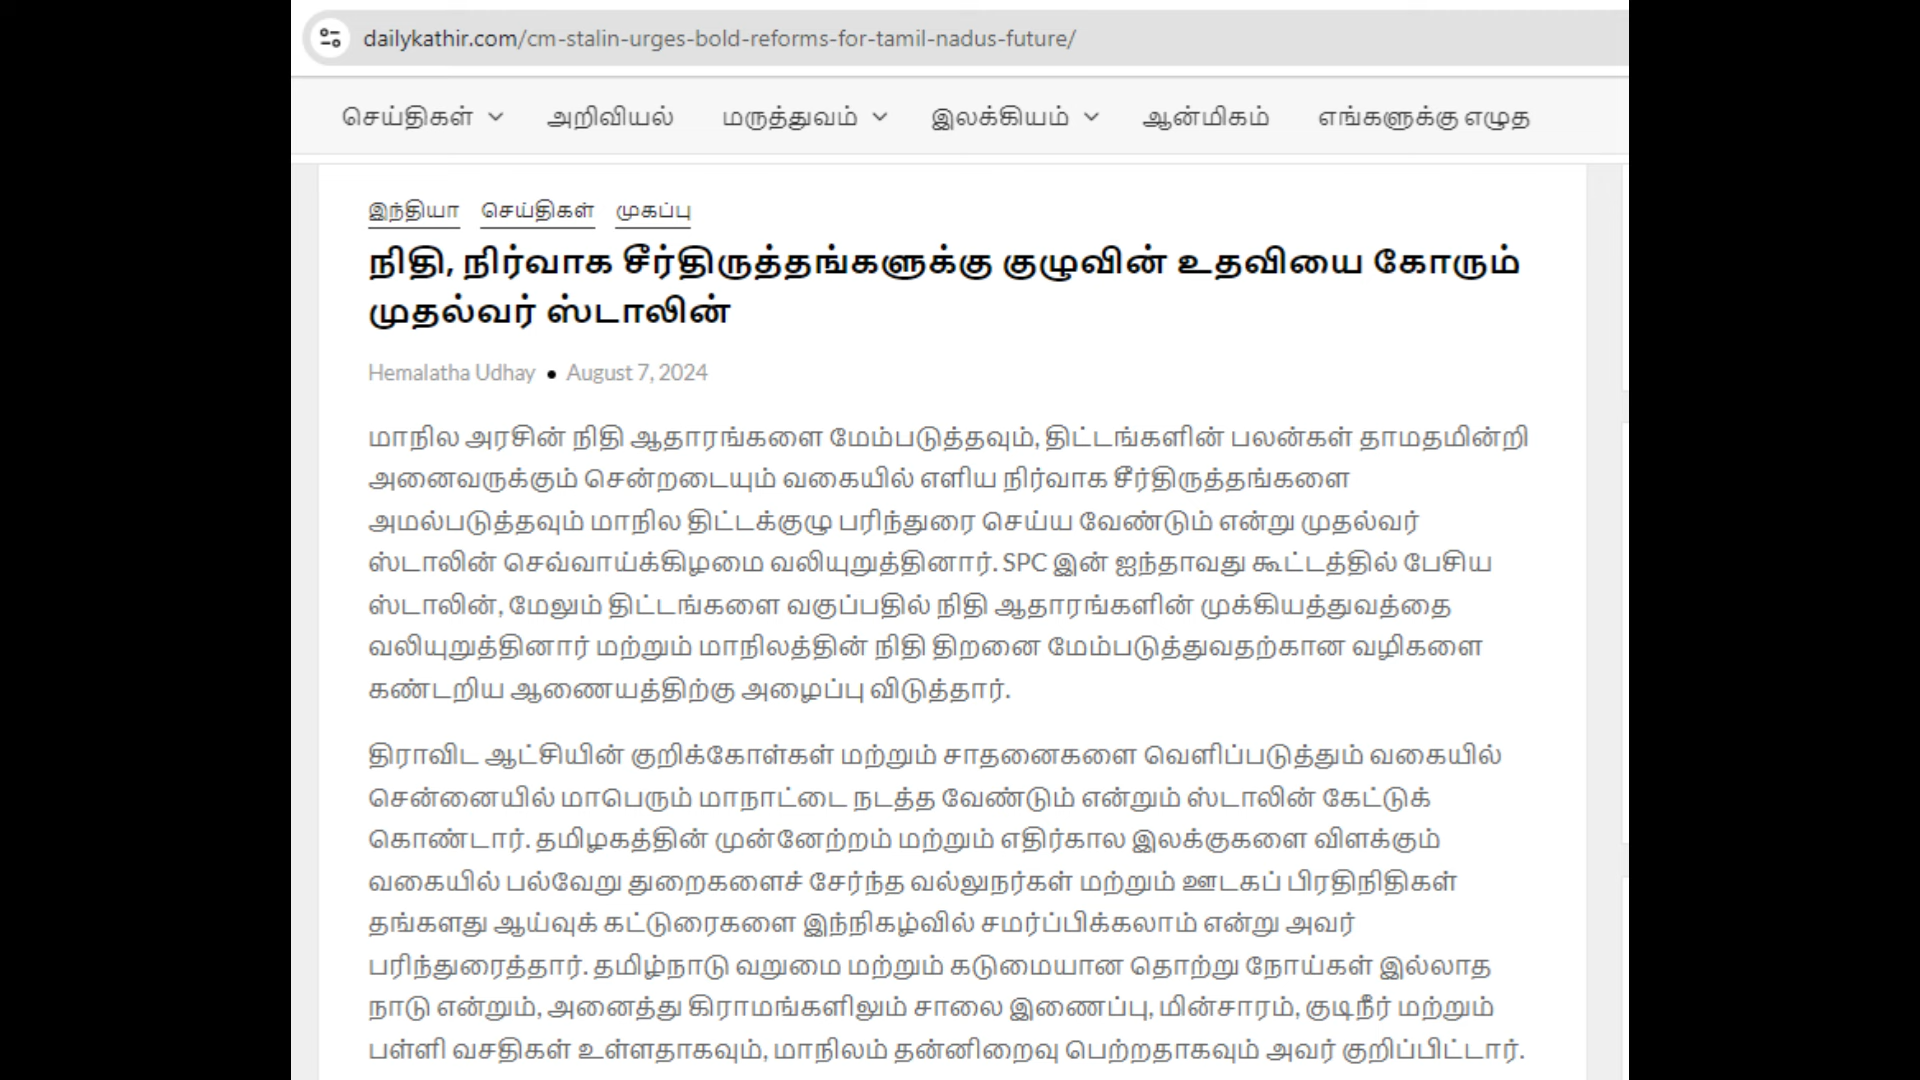 dailykathir.com/cm-stalin-urges-bold-reforms-for-tamil-nadus-future/
செய்திகள் அறிவியல் மருத்துவம் இலக்கியம் ஆன்மிகம் எங்களுக்கு எழுத
இந்தியா செய்திகள் முகப்பு
நிதி, நிர்வாக சீர்திருத்தங்களுக்கு குழுவின் உதவியை கோரும்
முதல்வர் ஸ்டாலின்
Hemalatha Udhay • August 7, 2024
மாநில அரசின் நிதி ஆதாரங்களை மேம்படுத்தவும், திட்டங்களின் பலன்கள் தாமதமின்றி
அனைவருக்கும் சென்றடையும் வகையில் எளிய நிர்வாக சீர்திருத்தங்களை
அமல்படுத்தவும் மாநில திட்டக்குழு பரிந்துரை செய்ய வேண்டும் என்று முதல்வர்
ஸ்டாலின் செவ்வாய்க்கிழமை வலியுறுத்தினார். SPC இன் ஐந்தாவது கூட்டத்தில் பேசிய
ஸ்டாலின், மேலும் திட்டங்களை வகுப்பதில் நிதி ஆதாரங்களின் முக்கியத்துவத்தை
வலியுறுத்தினார் மற்றும் மாநிலத்தின் நிதி திறனை மேம்படுத்துவதற்கான வழிகளை
கண்டறிய ஆணையத்திற்கு அழைப்பு விடுத்தார்.
திராவிட ஆட்சியின் குறிக்கோள்கள் மற்றும் சாதனைகளை வெளிப்படுத்தும் வகையில்
சென்னையில் மாபெரும் மாநாட்டை நடத்த வேண்டும் என்றும் ஸ்டாலின் கேட்டுக்
கொண்டார். தமிழகத்தின் முன்னேற்றம் மற்றும் எதிர்கால இலக்குகளை விளக்கும்
வகையில் பல்வேறு துறைகளைச் சேர்ந்த வல்லுநர்கள் மற்றும் ஊடகப் பிரதிநிதிகள்
தங்களது ஆய்வுக் கட்டுரைகளை இந்நிகழ்வில் சமர்ப்பிக்கலாம் என்று அவர்
பரிந்துரைத்தார். தமிழ்நாடு வறுமை மற்றும் கடுமையான தொற்று நோய்கள் இல்லாத
நாடு என்றும், அனைத்து கிராமங்களிலும் சாலை இணைப்பு, மின்சாரம், குடிநீர் மற்றும்
பள்ளி வசதிகள் உள்ளதாகவும், மாநிலம் தன்னிறைவு பெற்றதாகவும் அவர் குறிப்பிட்டார்.